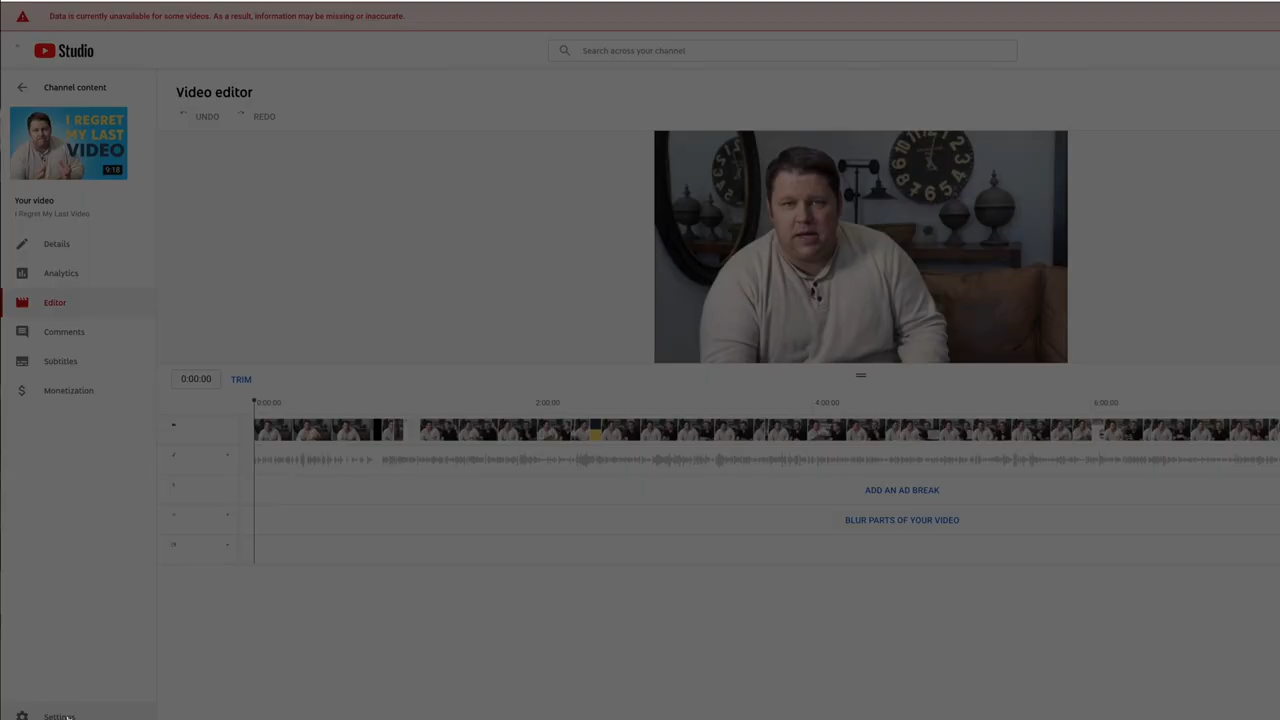 Data is currently unavailable for some videos. As a result, information may be missing or inaccurate.
Studio
Search across your channel
Channel content
Video editor
UNDO
REDO
I REGRET
MY LAST
VIDEO
9:18
Your video
I Regret My Last Video
Details
Analytics
Editor
Comments
Subtitles
Monetization
0:00:00
TRIM
0:00:00
2:00:00
4:00:00
6:00:00
ADD AN AD BREAK
BLUR PARTS OF YOUR VIDEO
Settings